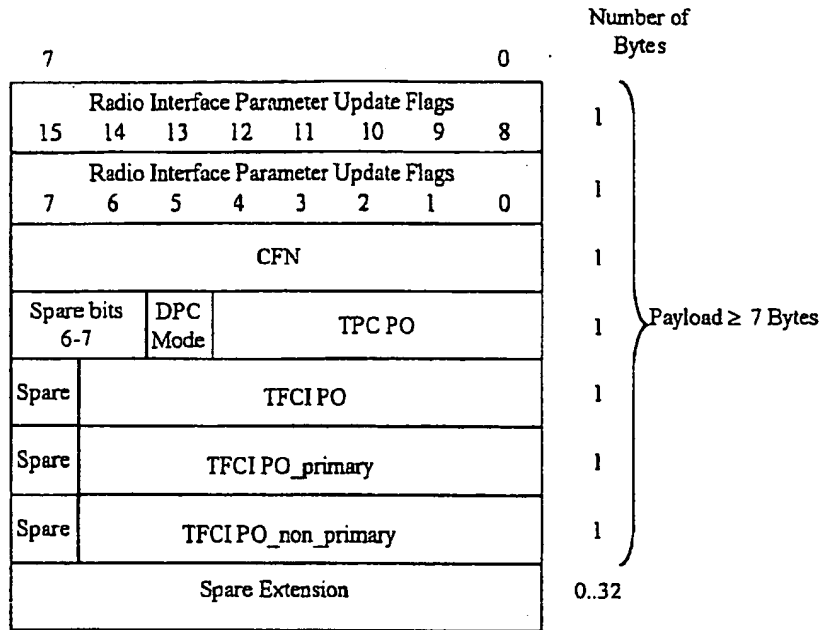 Number of
Bytes
7 0
Radio Interface Parameter Update Flags
15 14 13 12 11 10 9 8
1
Radio Interface Parameter Update Flags
7 6 5 4 3 2 1 0
1
CFN
1
Spare bits
6-7
DPC
Mode
TPC PO
1
Payload ≥ 7 Bytes
Spare
TFCI PO
1
Spare
TFCI PO_primary
1
Spare
TFCI PO_non_primary
1
Spare Extension
0..32